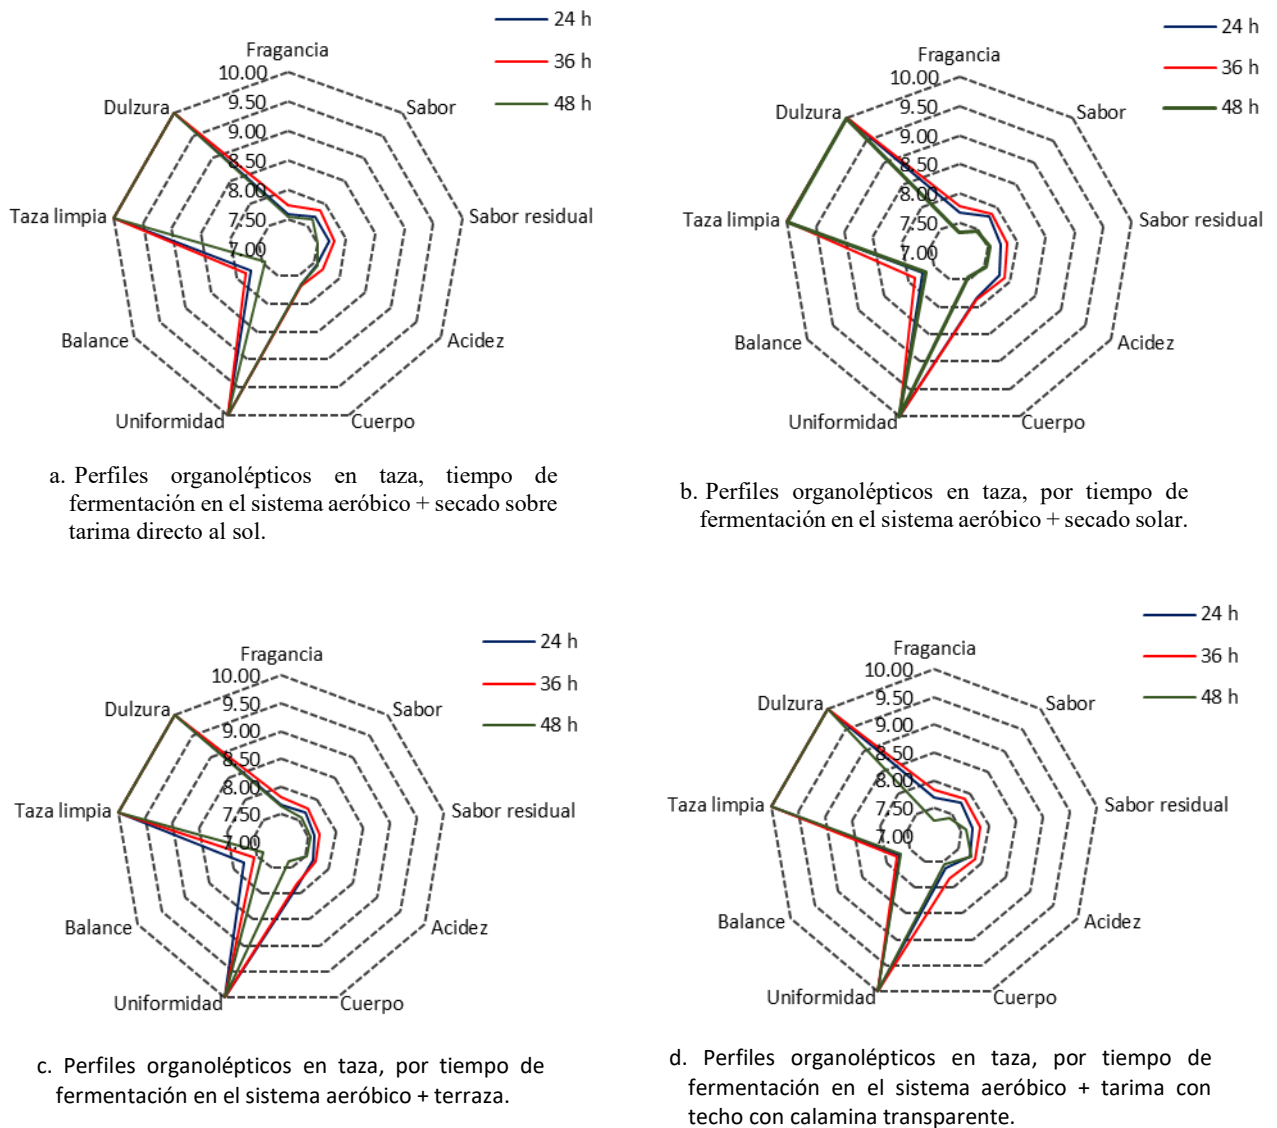 24 h
36 h
48 h
Fragancia
10.00
9.50
9.00
8.50
8.00
7.50
7.00
Sabor
Sabor residual
Acidez
Cuerpo
Uniformidad
Balance
Taza limpia
Dulzura
a. Perfiles organolépticos en taza, tiempo de
fermentación en el sistema aeróbico + secado sobre
tarima directo al sol.
24 h
36 h
48 h
Fragancia
10.00
9.50
9.00
8.50
8.00
7.50
7.00
Sabor
Sabor residual
Acidez
Cuerpo
Uniformidad
Balance
Taza limpia
Dulzura
b. Perfiles organolépticos en taza, por tiempo de
fermentación en el sistema aeróbico + secado solar.
24 h
36 h
48 h
Fragancia
10.00
9.50
9.00
8.50
8.00
7.50
7.00
Sabor
Sabor residual
Acidez
Cuerpo
Uniformidad
Balance
Taza limpia
Dulzura
c. Perfiles organolépticos en taza, por tiempo de
fermentación en el sistema aeróbico + terraza.
24 h
36 h
48 h
Fragancia
10.00
9.50
9.00
8.50
8.00
7.50
7.00
Sabor
Sabor residual
Acidez
Cuerpo
Uniformidad
Balance
Taza limpia
Dulzura
d. Perfiles organolépticos en taza, por tiempo de
fermentación en el sistema aeróbico + tarima con
techo con calamina transparente.